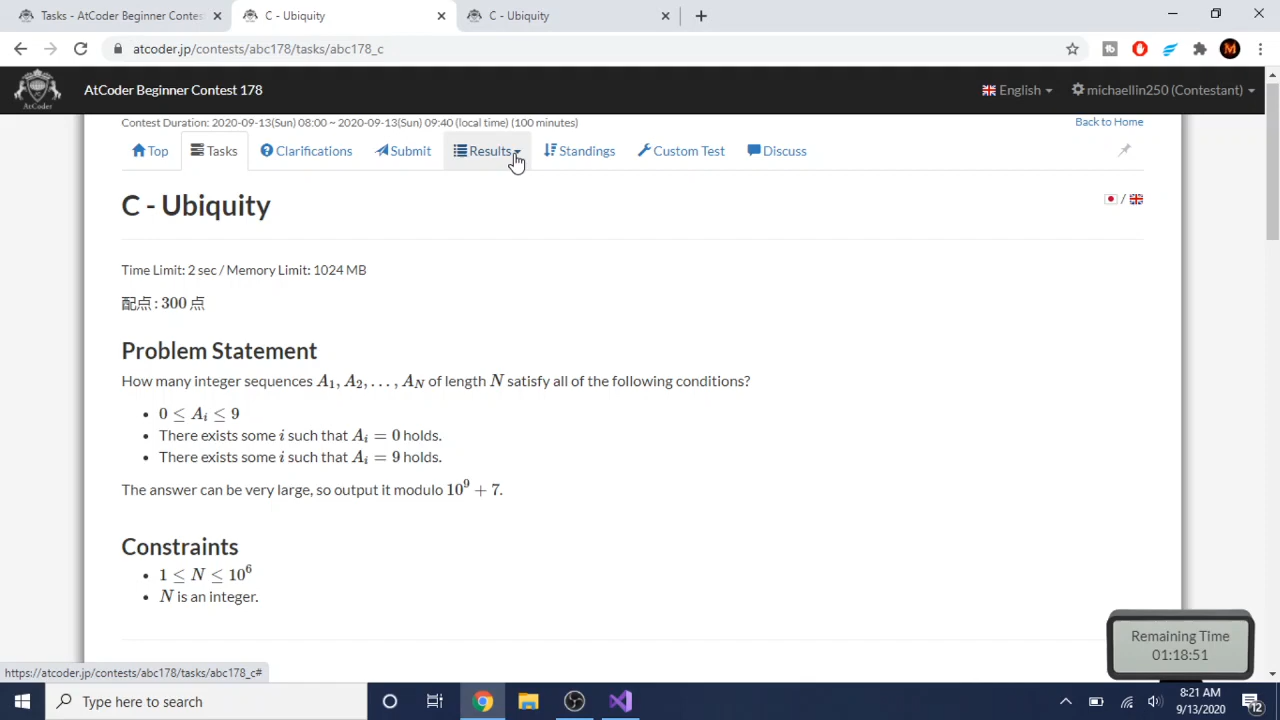 Tasks - AtCoder Beginner Contest
C - Ubiquity
C - Ubiquity
atcoder.jp/contests/abc178/tasks/abc178_c
M
AtCoder
AtCoder Beginner Contest 178
English
michaellin250 (Contestant)
Contest Duration: 2020-09-13(Sun) 08:00 ~ 2020-09-13(Sun) 09:40 (local time) (100 minutes)
Back to Home
Top
Tasks
Clarifications
Submit
Results
Standings
Custom Test
Discuss
C - Ubiquity
/
Time Limit: 2 sec / Memory Limit: 1024 MB
配点 : 300 点
Problem Statement
How many integer sequences A₁, A₂, . . . , A_N of length N satisfy all of the following conditions?
• 0 ≤ Aᵢ ≤ 9
• There exists some i such that Aᵢ = 0 holds.
• There exists some i such that Aᵢ = 9 holds.
The answer can be very large, so output it modulo 10⁹ + 7.
Constraints
• 1 ≤ N ≤ 10⁶
• N is an integer.
Remaining Time
01:18:51
https://atcoder.jp/contests/abc178/tasks/abc178_c#
Type here to search
8:21 AM
9/13/2020
12